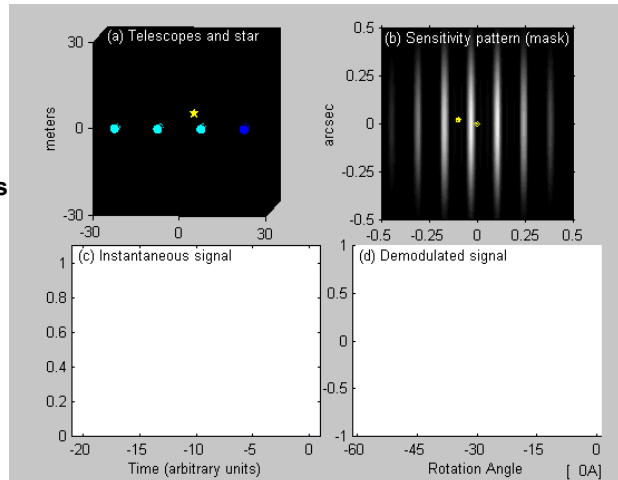 (a) Telescopes and star
30
0
-30
meters
-30 0 30
(b) Sensitivity pattern (mask)
0.5
0.25
0
-0.25
-0.5
arcsec
-0.5 -0.25 0 0.25 0.5
s
(c) Instantaneous signal
1
0.8
0.6
0.4
0.2
0
-20 -15 -10 -5 0
Time (arbitrary units)
(d) Demodulated signal
1
0.5
0
-0.5
-1
-60 -45 -30 -15 0
Rotation Angle
[ 0A]